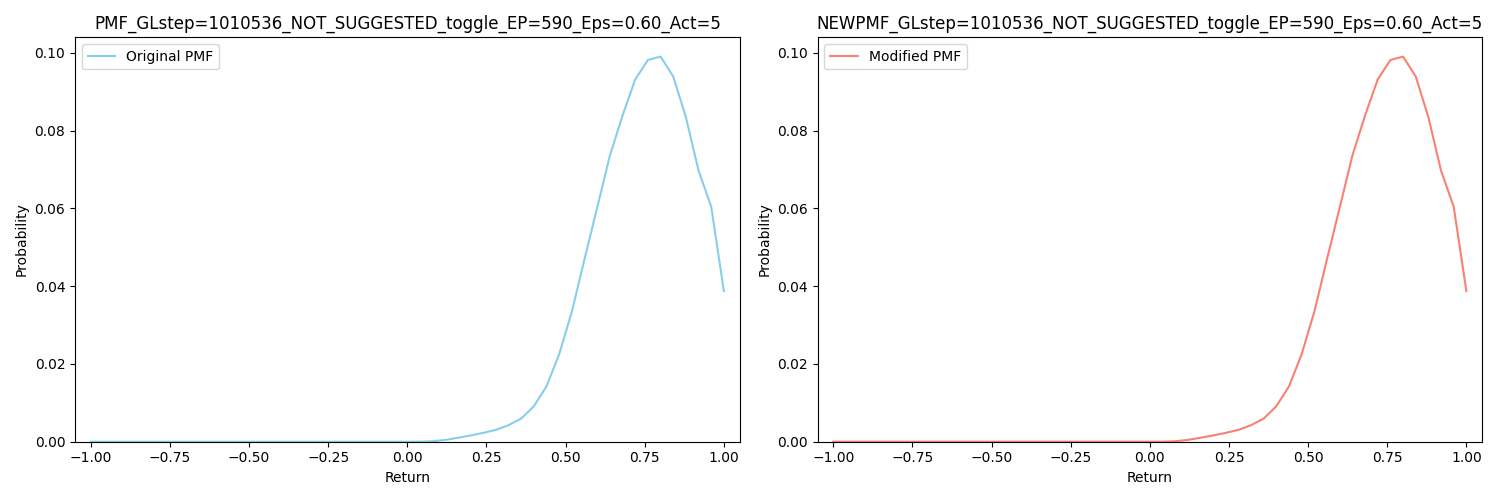 PMF_GLstep=1010536_NOT_SUGGESTED_toggle_EP=590_Eps=0.60_Act=5
Original PMF
Probability
0.10
0.08
0.06
0.04
0.02
0.00
−1.00 −0.75 −0.50 −0.25 0.00 0.25 0.50 0.75 1.00
Return
NEWPMF_GLstep=1010536_NOT_SUGGESTED_toggle_EP=590_Eps=0.60_Act=5
Modified PMF
Probability
0.10
0.08
0.06
0.04
0.02
0.00
−1.00 −0.75 −0.50 −0.25 0.00 0.25 0.50 0.75 1.00
Return